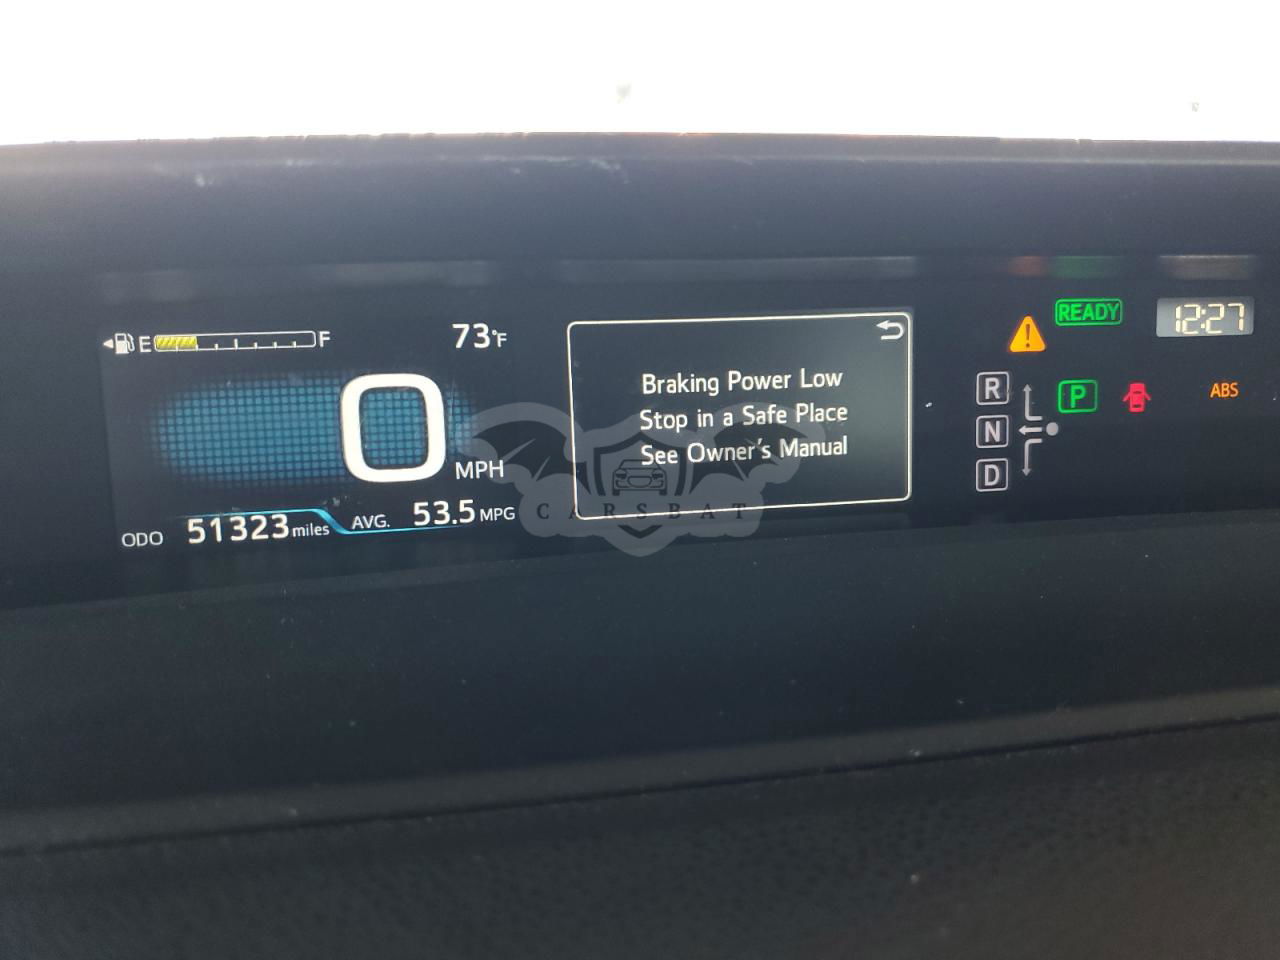 E F
73°F
READY
12:27
0 MPH
Braking Power Low
Stop in a Safe Place
See Owner's Manual
R
N
D
P
ABS
ODO 51323 miles
AVG. 53.5 MPG
CARSBAT